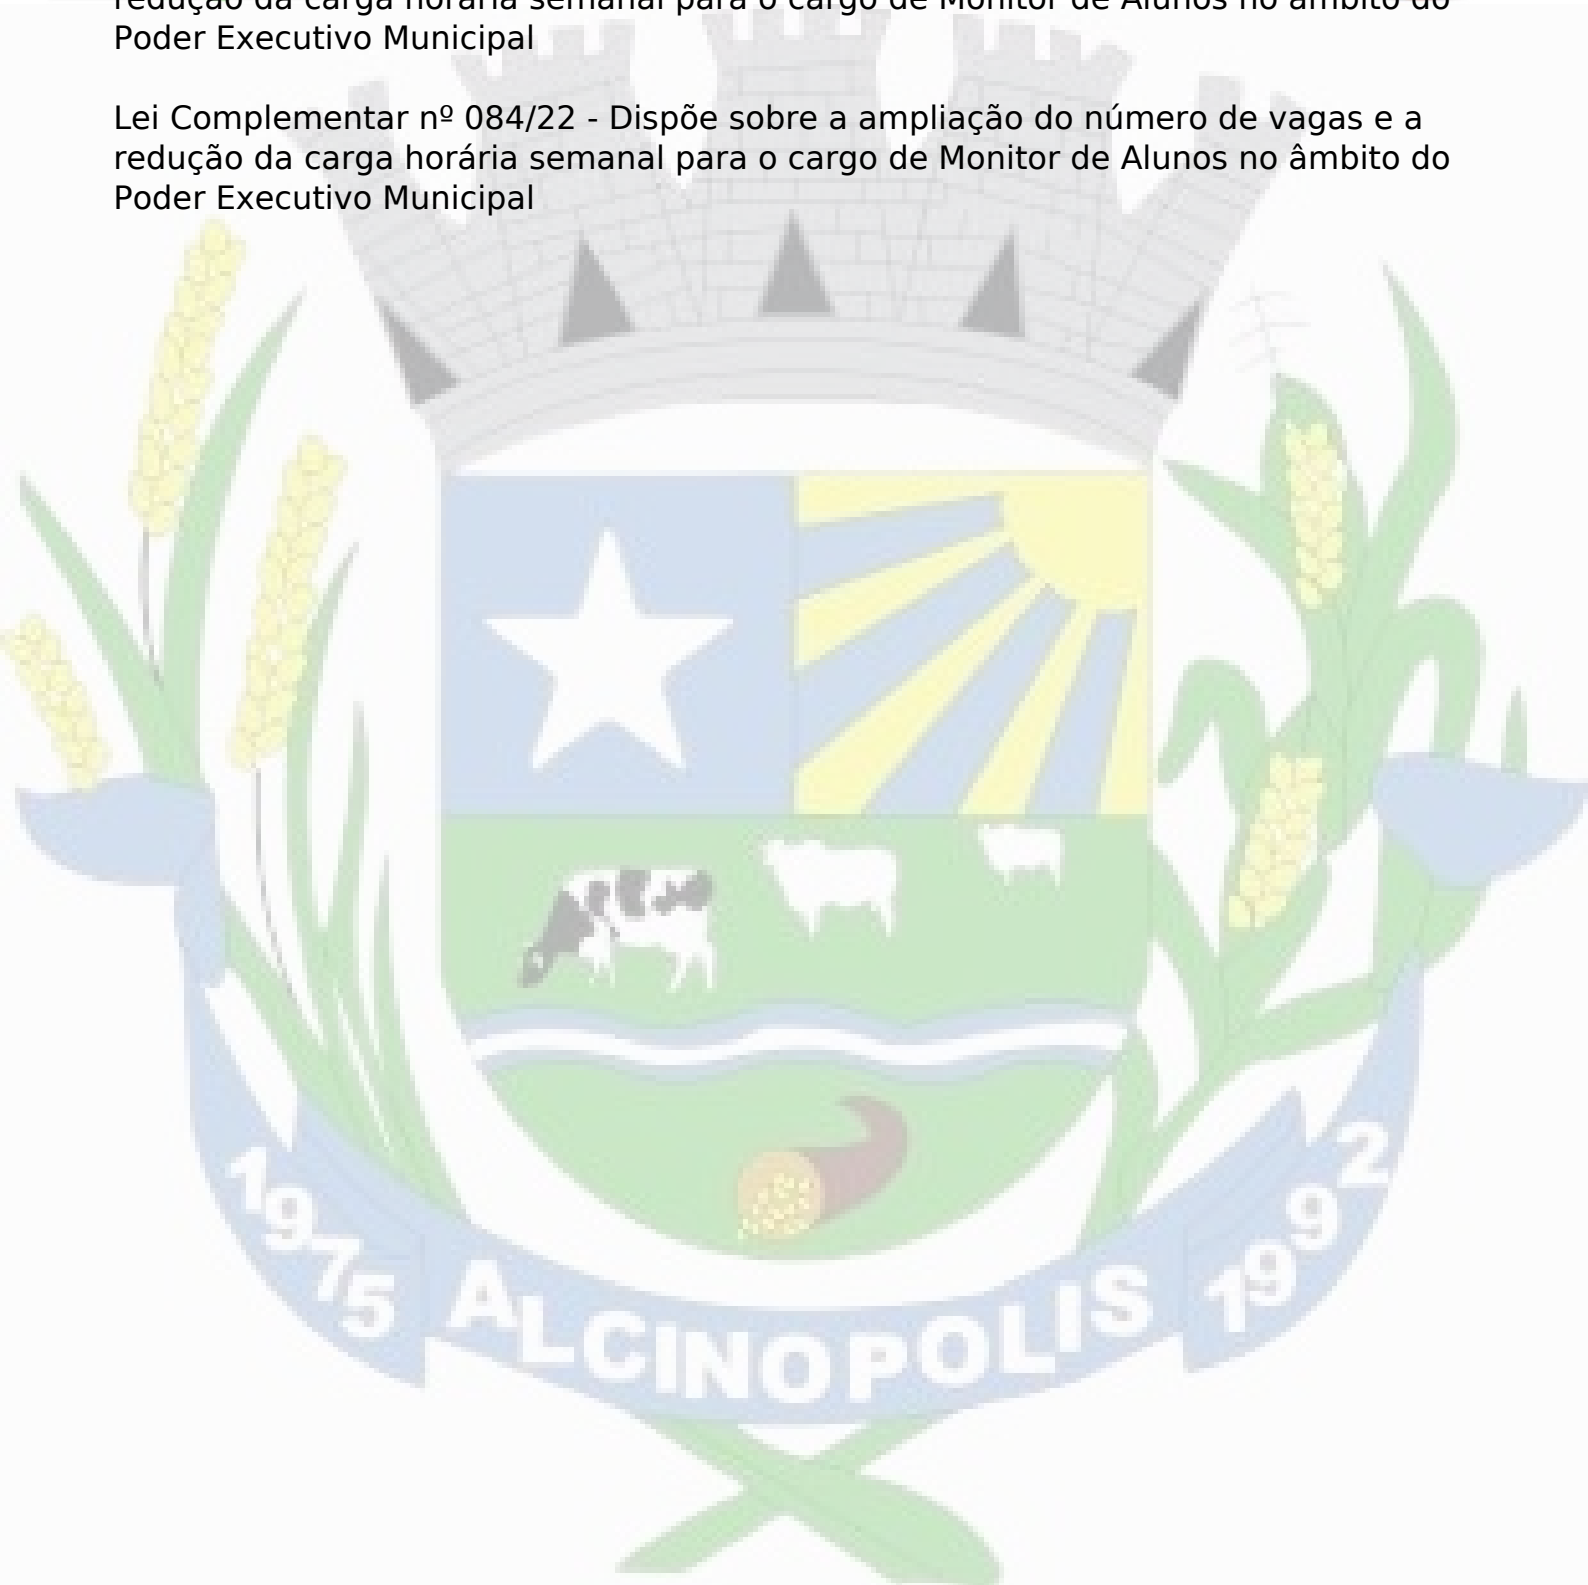 redução da carga horária semanal para o cargo de Monitor de Alunos no âmbito do
Poder Executivo Municipal
Lei Complementar nº 084/22 - Dispõe sobre a ampliação do número de vagas e a
redução da carga horária semanal para o cargo de Monitor de Alunos no âmbito do
Poder Executivo Municipal
1975 ALCINOPOLIS 1992